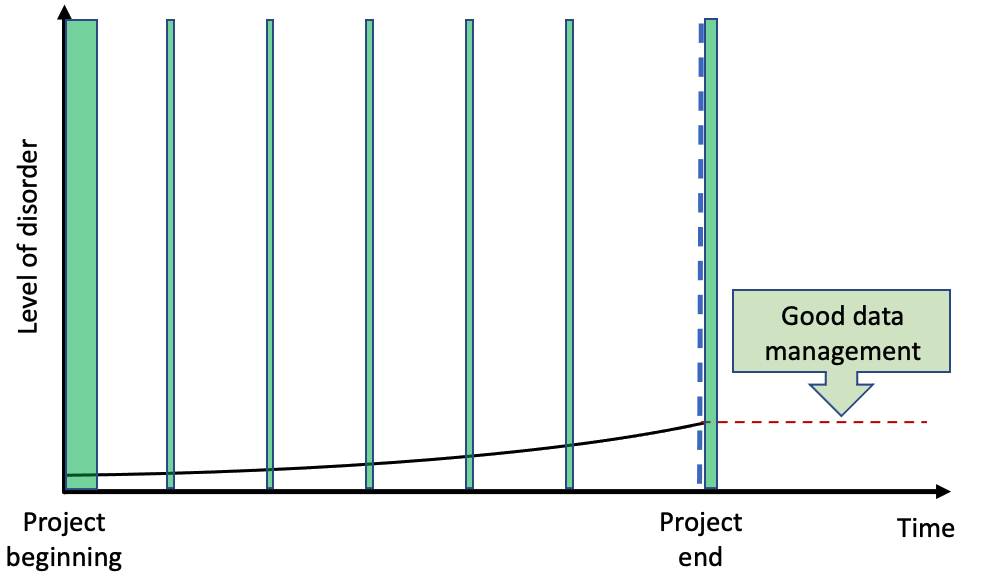 Level of disorder
Good data
management
Project
beginning
Project
end
Time